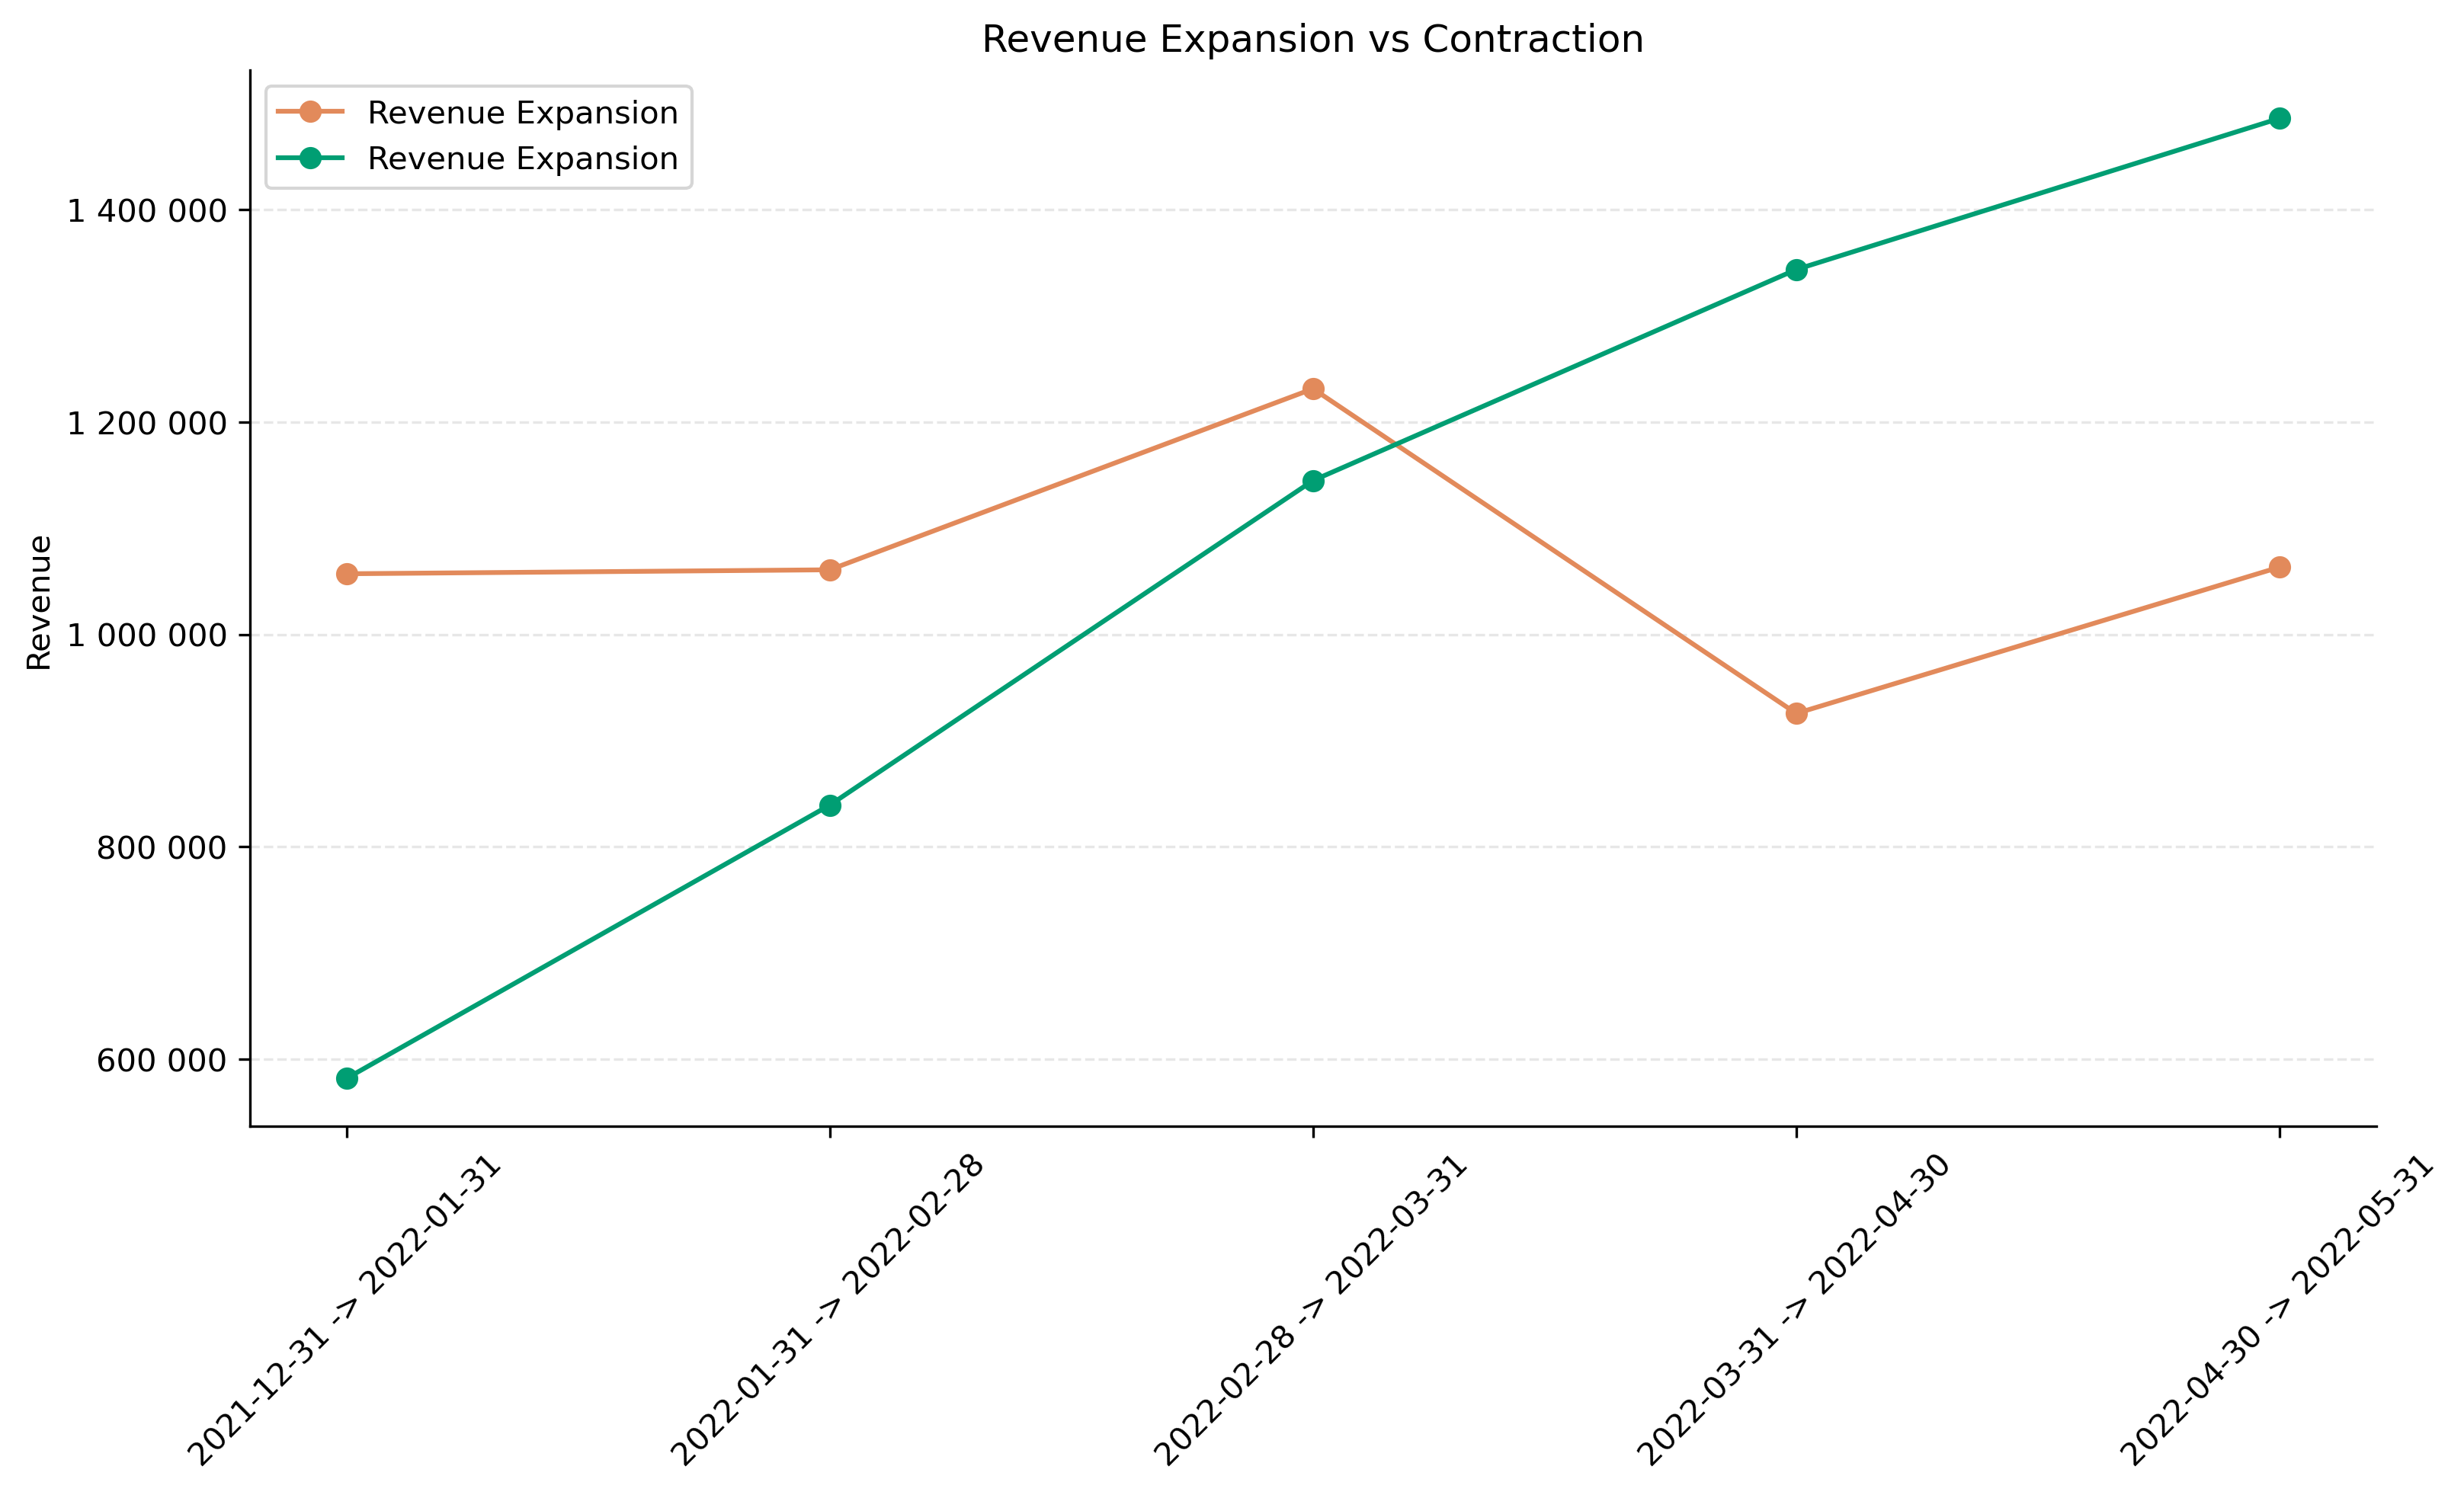 Revenue Expansion vs Contraction
Revenue Expansion
Revenue Expansion
Revenue
1 400 000
1 200 000
1 000 000
800 000
600 000
2021-12-31 -> 2022-01-31
2022-01-31 -> 2022-02-28
2022-02-28 -> 2022-03-31
2022-03-31 -> 2022-04-30
2022-04-30 -> 2022-05-31